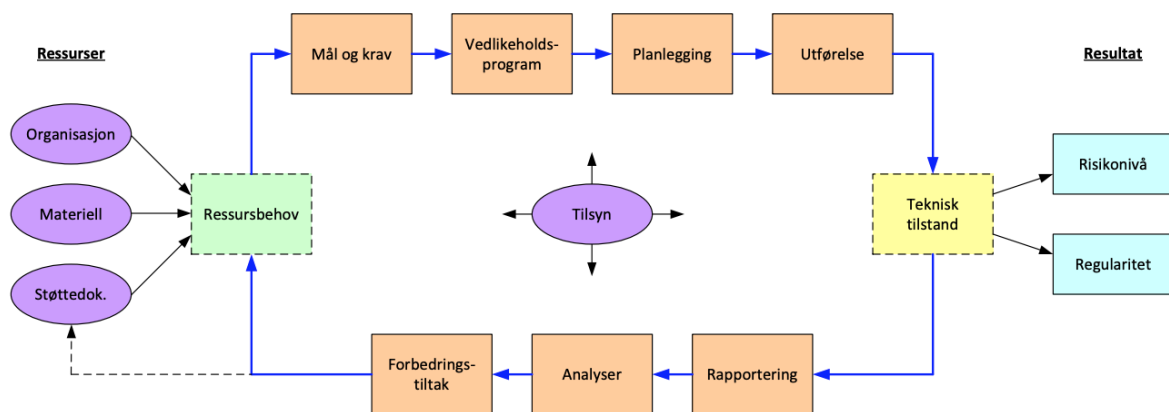 Ressurser
Resultat
Mål og krav
Vedlikeholds-
program
Planlegging
Utførelse
Organisasjon
Materiell
Støttedok.
Ressursbehov
Tilsyn
Teknisk
tilstand
Risikonivå
Regularitet
Forbedrings-
tiltak
Analyser
Rapportering